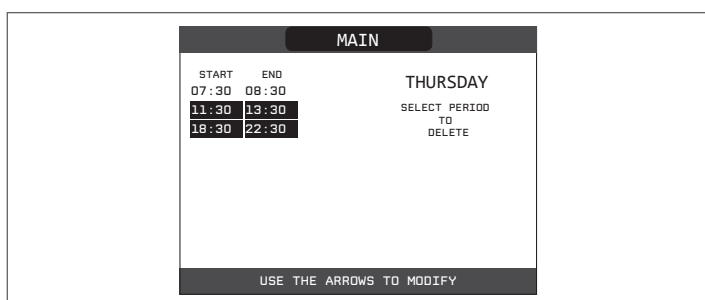 MAIN
START END
07:30 08:30
11:30 13:30
18:30 22:30
THURSDAY
SELECT PERIOD
TO
DELETE
USE THE ARROWS TO MODIFY